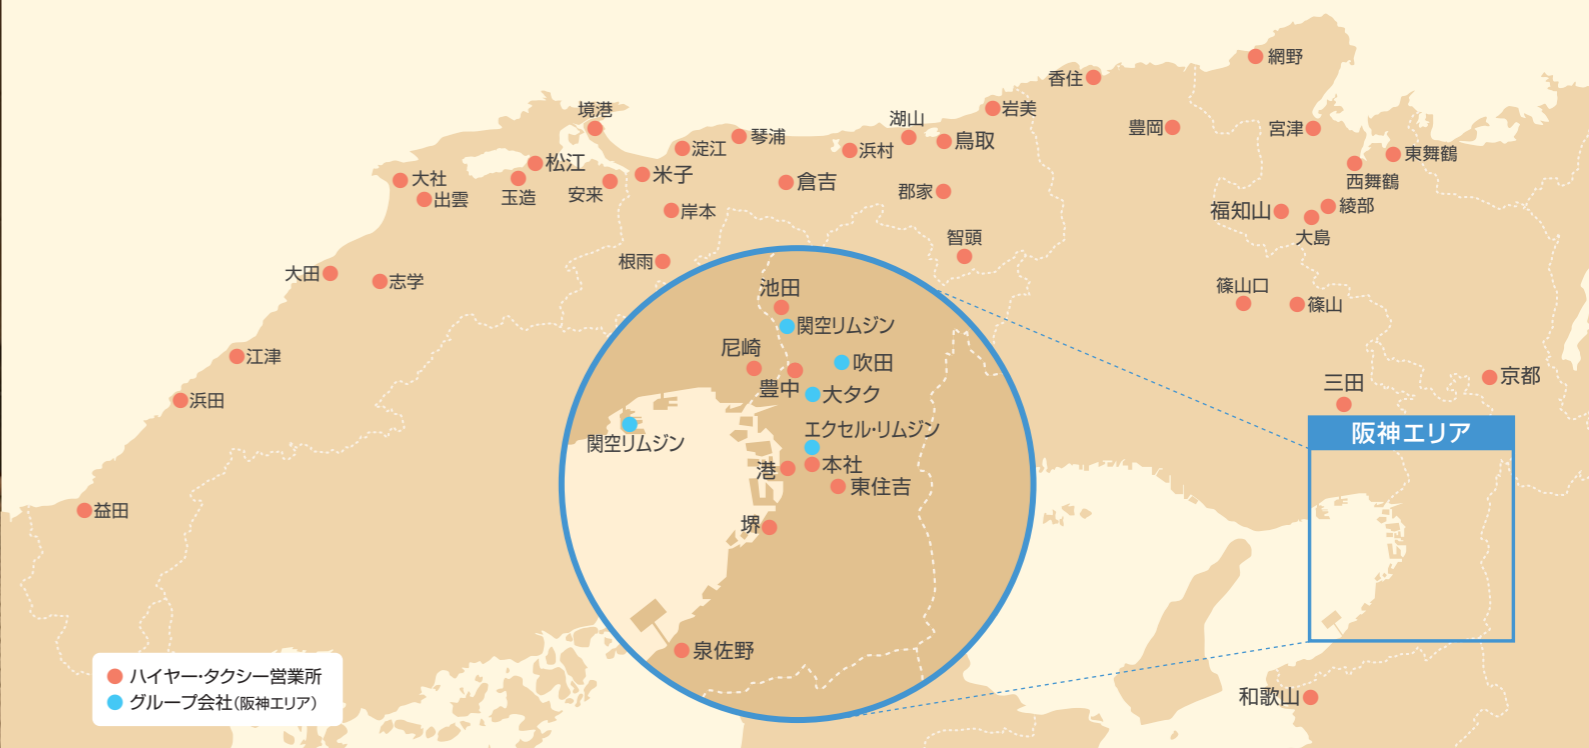 網野
香住
岩美
境港
湖山
豊岡
宮津
琴浦
鳥取
淀江
浜村
東舞鶴
松江
西舞鶴
大社
玉造
安来
米子
倉吉
郡家
出雲
岸本
福知山
綾部
大島
智頭
根雨
大田
志学
篠山口
篠山
池田
関空リムジン
尼崎
吹田
豊中
大タク
江津
浜田
三田
京都
阪神エリア
関空リムジン
エクセル・リムジン
港
本社
東住吉
益田
堺
泉佐野
和歌山
ハイヤー・タクシー営業所
グループ会社(阪神エリア)